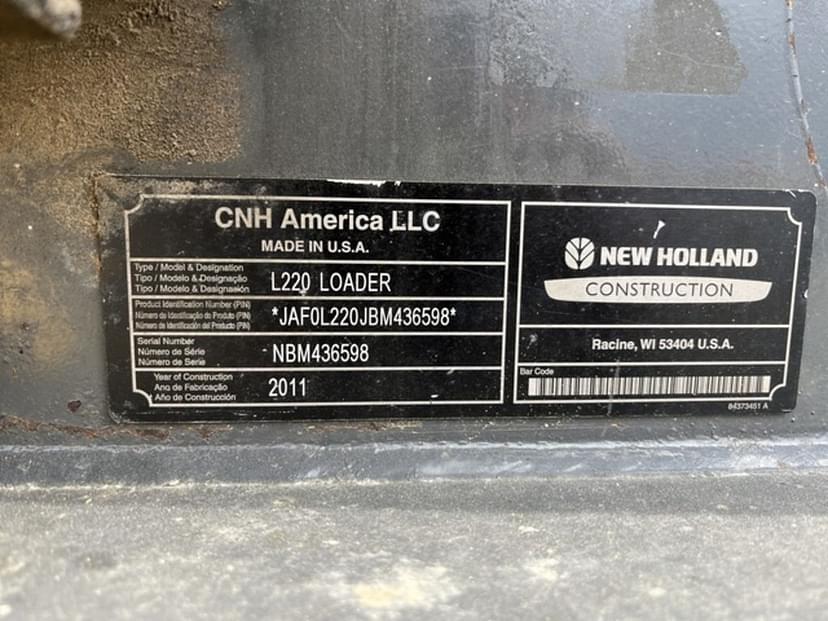 CNH America LLC
MADE IN U.S.A.
Type / Model & Designation
Tipo / Modelo & Designação
Tipo / Modelo & Designasión
L220 LOADER
Product Identification Number (PIN)
Número de Identificação do Produto (PIN)
Número de Identificación del Producto (PIN)
*JAF0L220JBM436598*
Serial Number
Número de Série
Número de Serie
NBM436598
Year of Construction
Ano de Fabricação
Año de Construcción
2011
NEW HOLLAND
CONSTRUCTION
Racine, WI 53404 U.S.A.
Bar Code
84373451 A